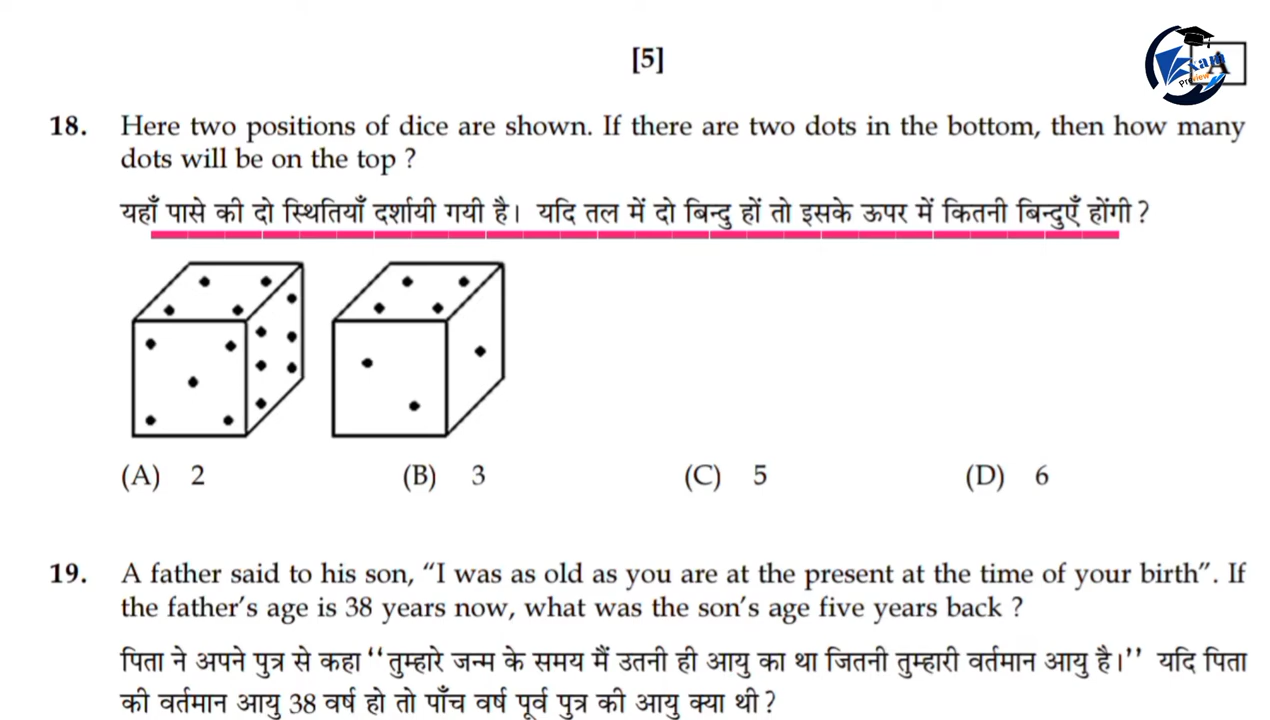 [5]
Exam
Preview
A
18. Here two positions of dice are shown. If there are two dots in the bottom, then how many
dots will be on the top ?
यहाँ पासे की दो स्थितियाँ दर्शायी गयी है। यदि तल में दो बिन्दु हों तो इसके ऊपर में कितनी बिन्दुएँ होंगी ?
(A) 2 (B) 3 (C) 5 (D) 6
19. A father said to his son, “I was as old as you are at the present at the time of your birth”. If
the father’s age is 38 years now, what was the son’s age five years back ?
पिता ने अपने पुत्र से कहा ‘‘तुम्हारे जन्म के समय मैं उतनी ही आयु का था जितनी तुम्हारी वर्तमान आयु है।’’ यदि पिता
की वर्तमान आयु 38 वर्ष हो तो पाँच वर्ष पूर्व पुत्र की आयु क्या थी ?